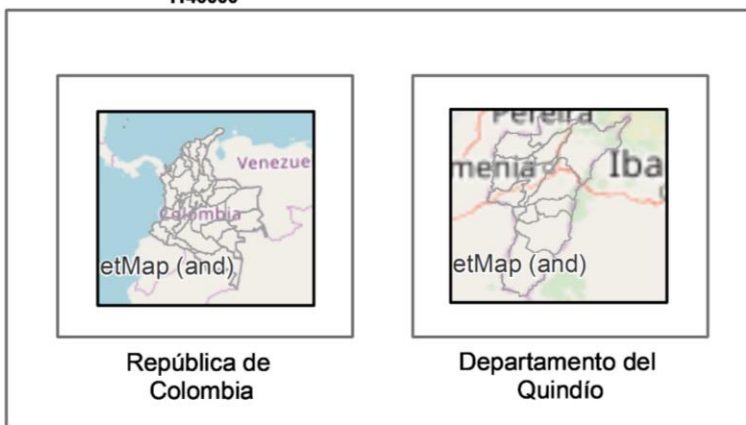 Venezue
Colombia
etMap (and)
República de
Colombia
Pereira
menia
Iba
etMap (and)
Departamento del
Quindío